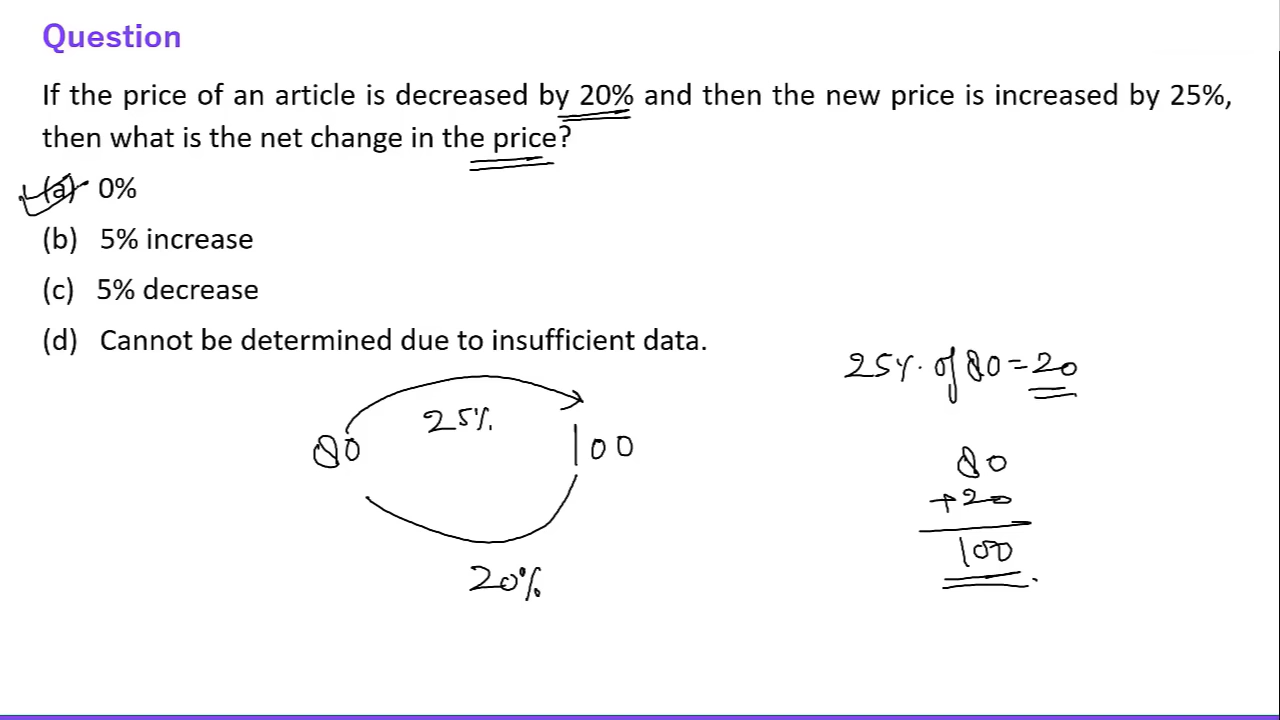 Question
If the price of an article is decreased by 20% and then the new price is increased by 25%,
then what is the net change in the price?
(a) 0%
(b) 5% increase
(c) 5% decrease
(d) Cannot be determined due to insufficient data.
25% of 80 = 20
25%
80 100
80
+20
100
20%